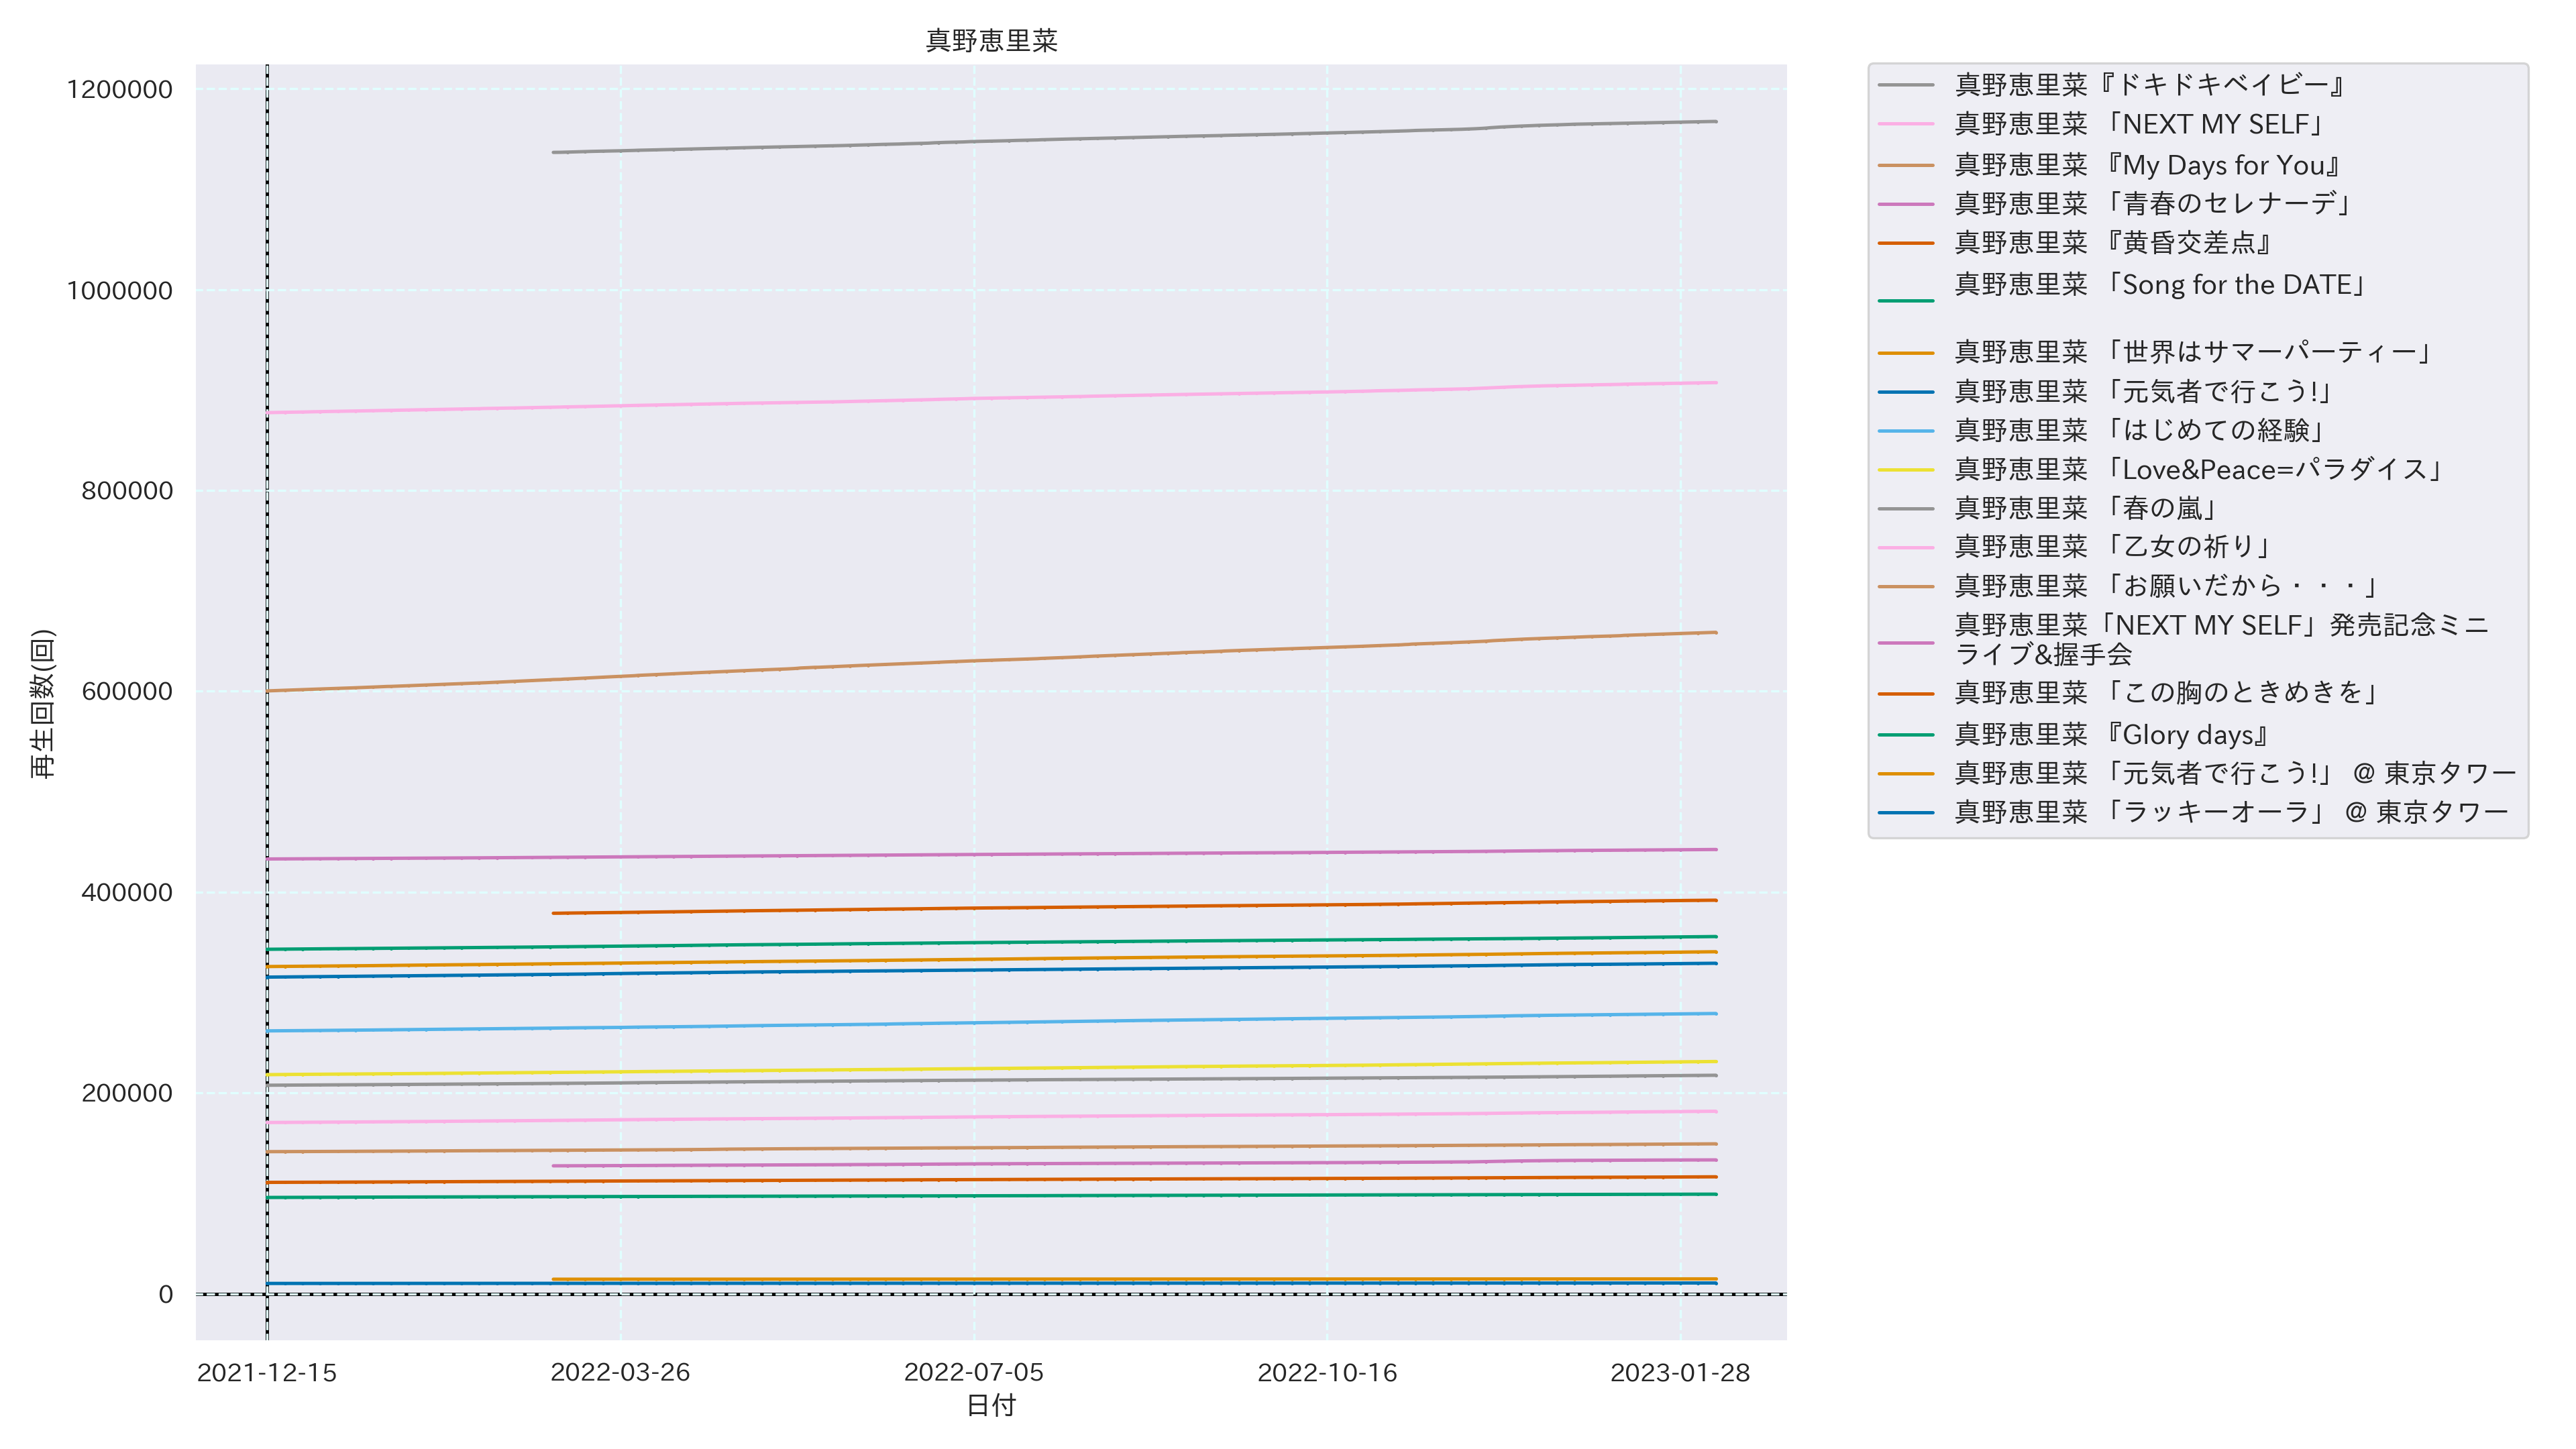 真野恵里菜
1200000
1000000
800000
600000
400000
200000
0
再生回数(回)
2021-12-15
2022-03-26
2022-07-05
2022-10-16
2023-01-28
日付
真野恵里菜『ドキドキベイビー』
真野恵里菜 「NEXT MY SELF」
真野恵里菜 『My Days for You』
真野恵里菜 「青春のセレナーデ」
真野恵里菜 『黄昏交差点』
真野恵里菜 「Song for the DATE」
真野恵里菜 「世界はサマーパーティー」
真野恵里菜 「元気者で行こう!」
真野恵里菜 「はじめての経験」
真野恵里菜 「Love&Peace=パラダイス」
真野恵里菜 「春の嵐」
真野恵里菜 「乙女の祈り」
真野恵里菜 「お願いだから・・・」
真野恵里菜「NEXT MY SELF」発売記念ミニ
ライブ&握手会
真野恵里菜 「この胸のときめきを」
真野恵里菜 『Glory days』
真野恵里菜 「元気者で行こう!」 @ 東京タワー
真野恵里菜 「ラッキーオーラ」 @ 東京タワー